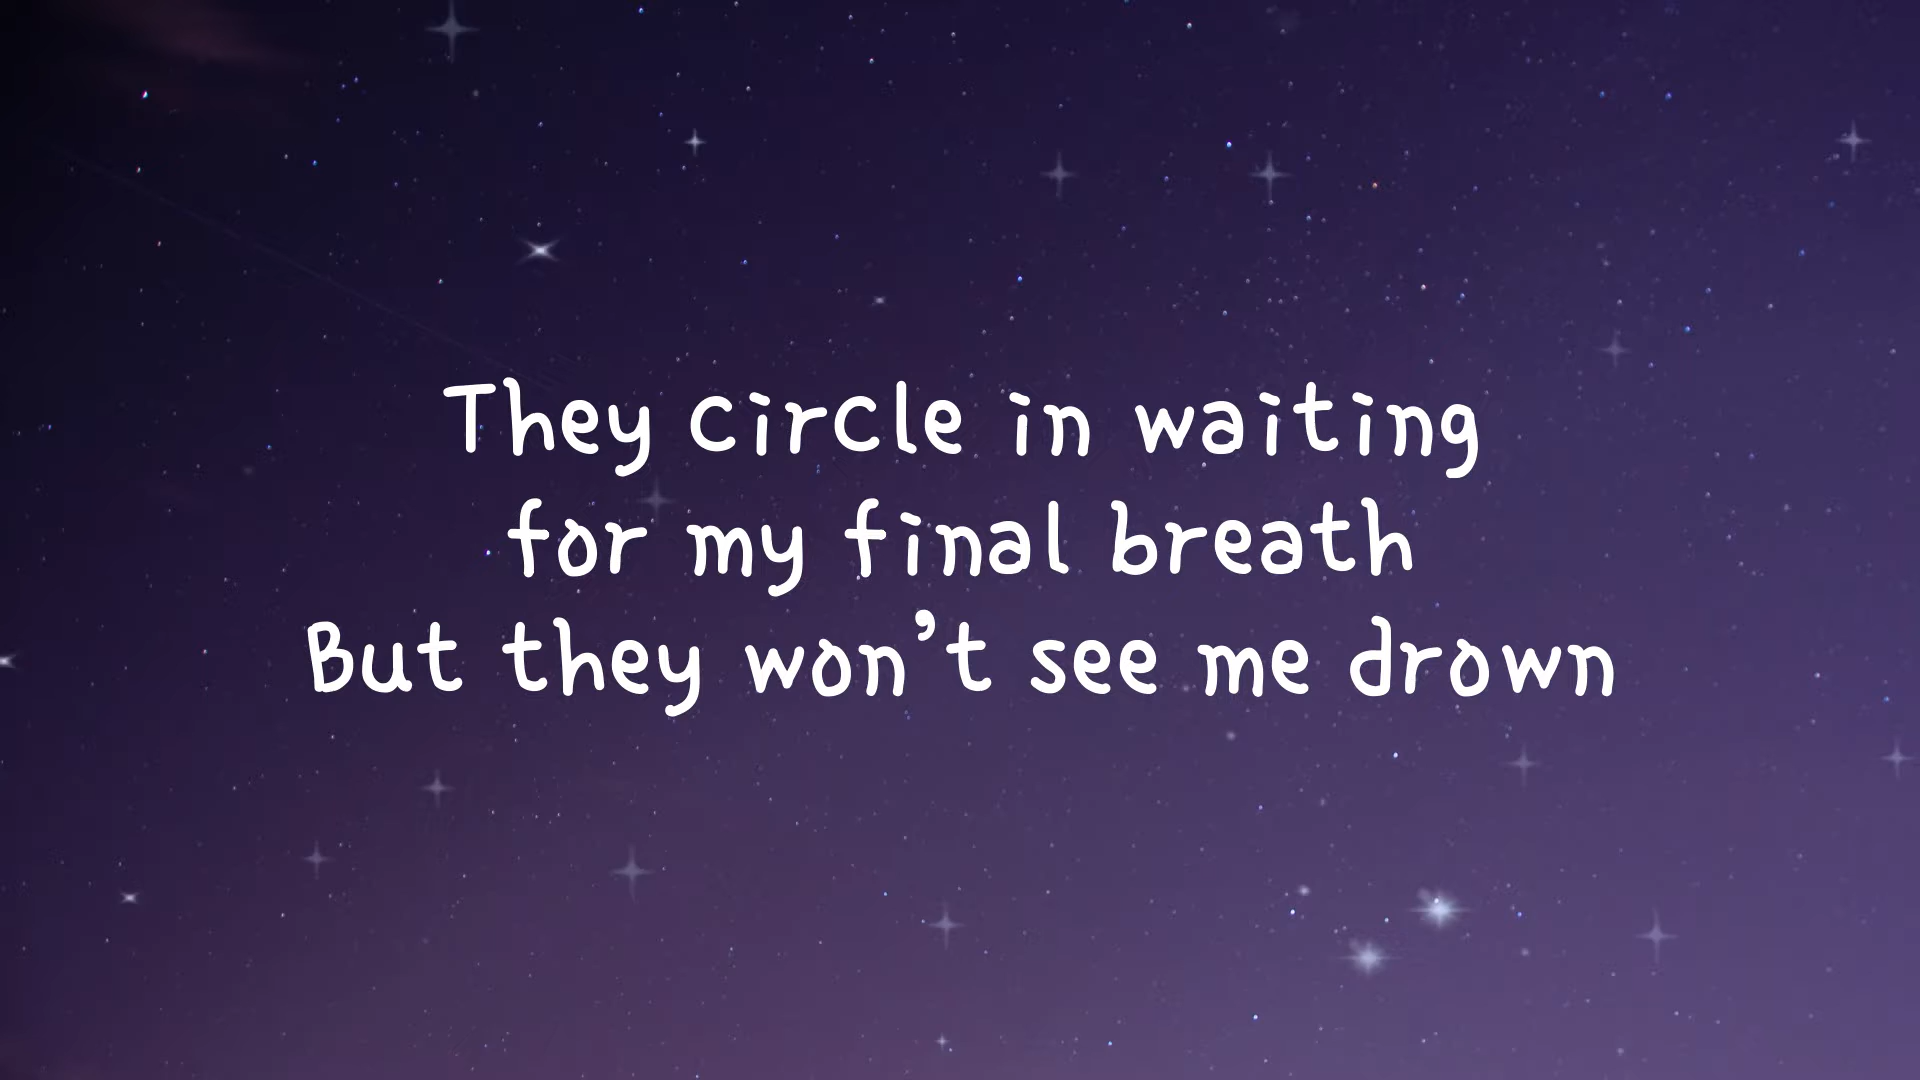 They circle in waiting
for my final breath
But they won’t see me drown